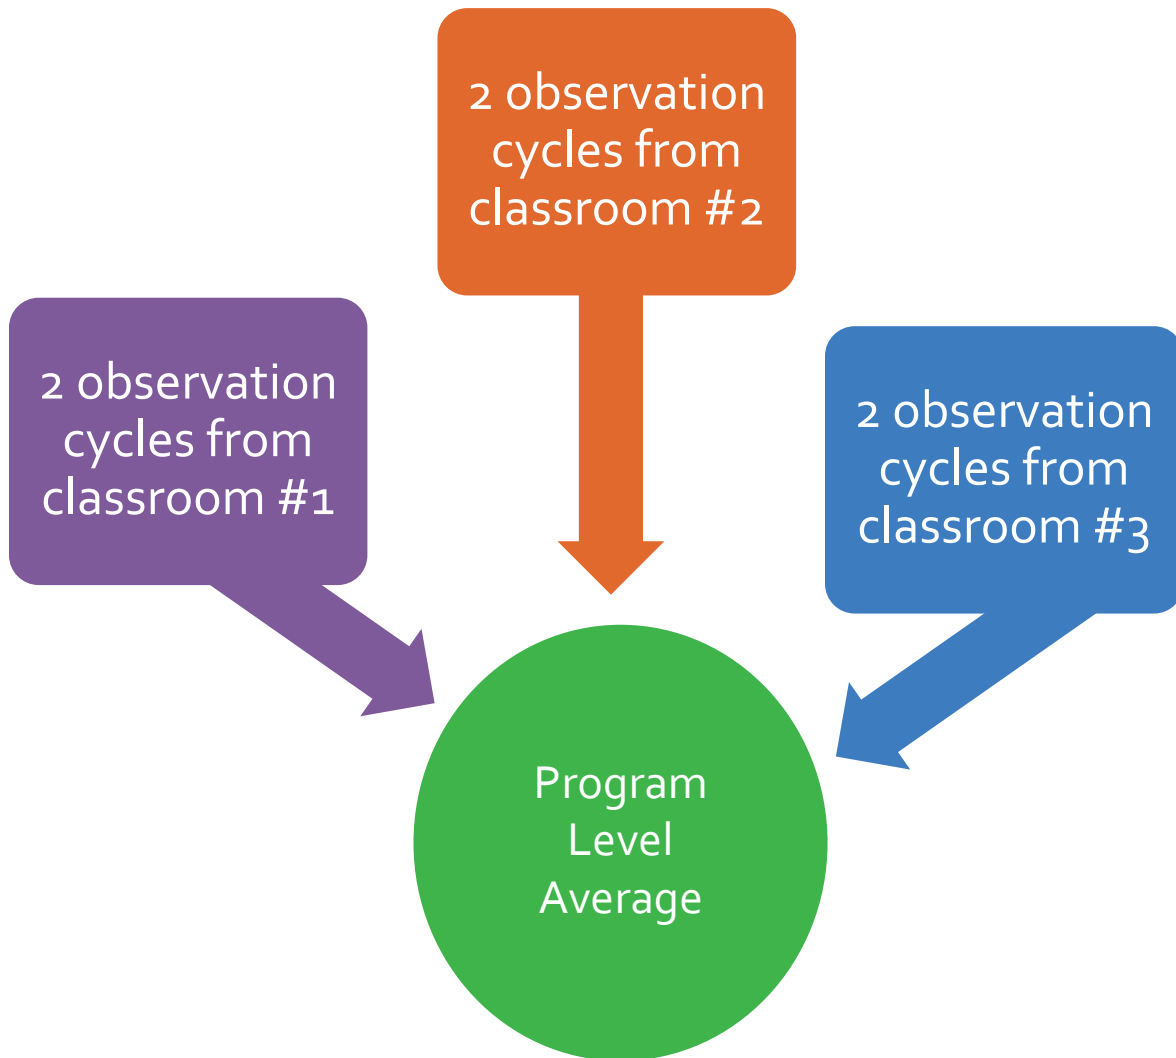 2 observation
cycles from
classroom #2
2 observation
cycles from
classroom #1
2 observation
cycles from
classroom #3
Program
Level
Average